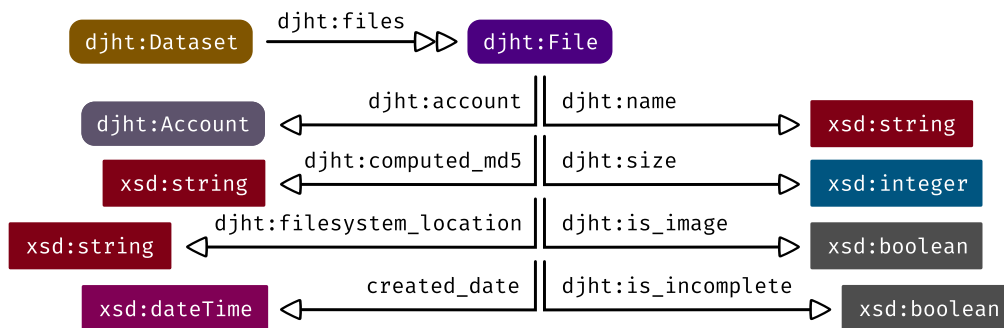 djht:files
djht:Dataset djht:File
djht:account djht:name
djht:Account xsd:string
djht:computed_md5 djht:size
xsd:string xsd:integer
djht:filesystem_location djht:is_image
xsd:string xsd:boolean
created_date djht:is_incomplete
xsd:dateTime xsd:boolean